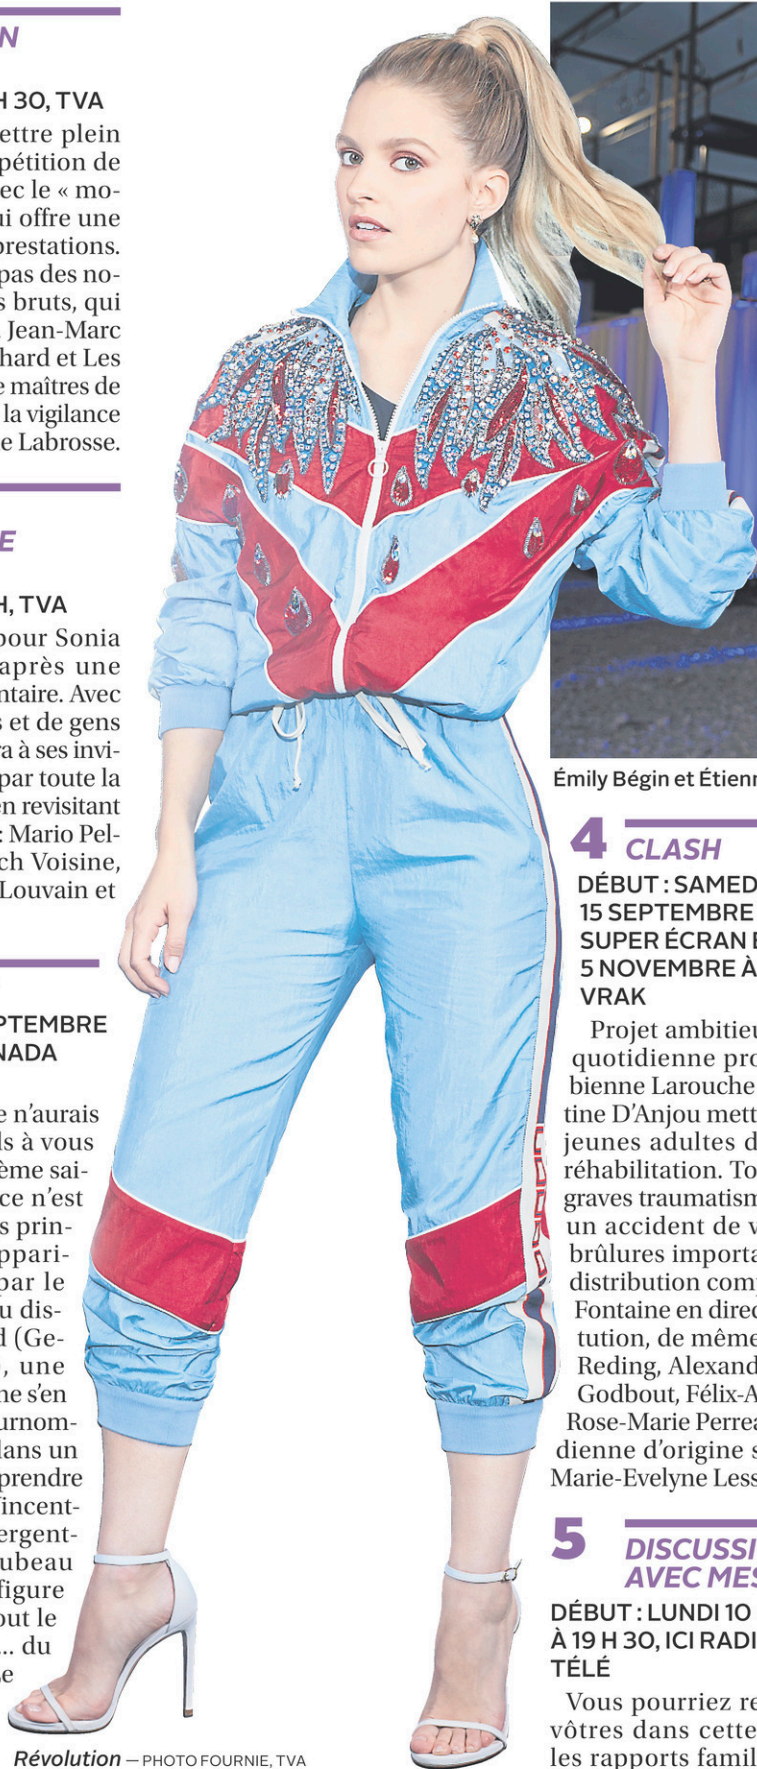 N
H 30, TVA
ettre plein
pétition de
ec le « mo-
ui offre une
prestations.
pas des no-
s bruts, qui
Jean-Marc
hard et Les
e maîtres de
la vigilance
e Labrosse.
E
H, TVA
pour Sonia
après une
ntaire. Avec
s et de gens
ra à ses invi-
par toute la
en revisitant
: Mario Pel-
ch Voisine,
Louvain et
PTEMBRE
NADA
e n’aurais
ls à vous
ème sai-
ce n’est
s prin-
ppari-
par le
u dis-
d (Ge-
, une
ne s’en
urnom-
dans un
prendre
Vincent-
ergent-
ubeau
figure
out le
... du
te
Révolution — PHOTO FOURNIE, TVA
Émily Bégin et Étienn
4 CLASH
DÉBUT : SAMED
15 SEPTEMBRE
SUPER ÉCRAN E
5 NOVEMBRE À
VRAK
Projet ambitieu
quotidienne pro
bienne Larouche
tine D’Anjou mett
jeunes adultes d
réhabilitation. To
graves traumatism
un accident de v
brûlures importa
distribution comp
Fontaine en direc
tution, de même
Reding, Alexand
Godbout, Félix-A
Rose-Marie Perrea
dienne d’origine s
Marie-Evelyne Less
5 DISCUSSI
AVEC MES
DÉBUT : LUNDI 10
À 19 H 30, ICI RADI
TÉLÉ
Vous pourriez re
vôtres dans cette
les rapports famil